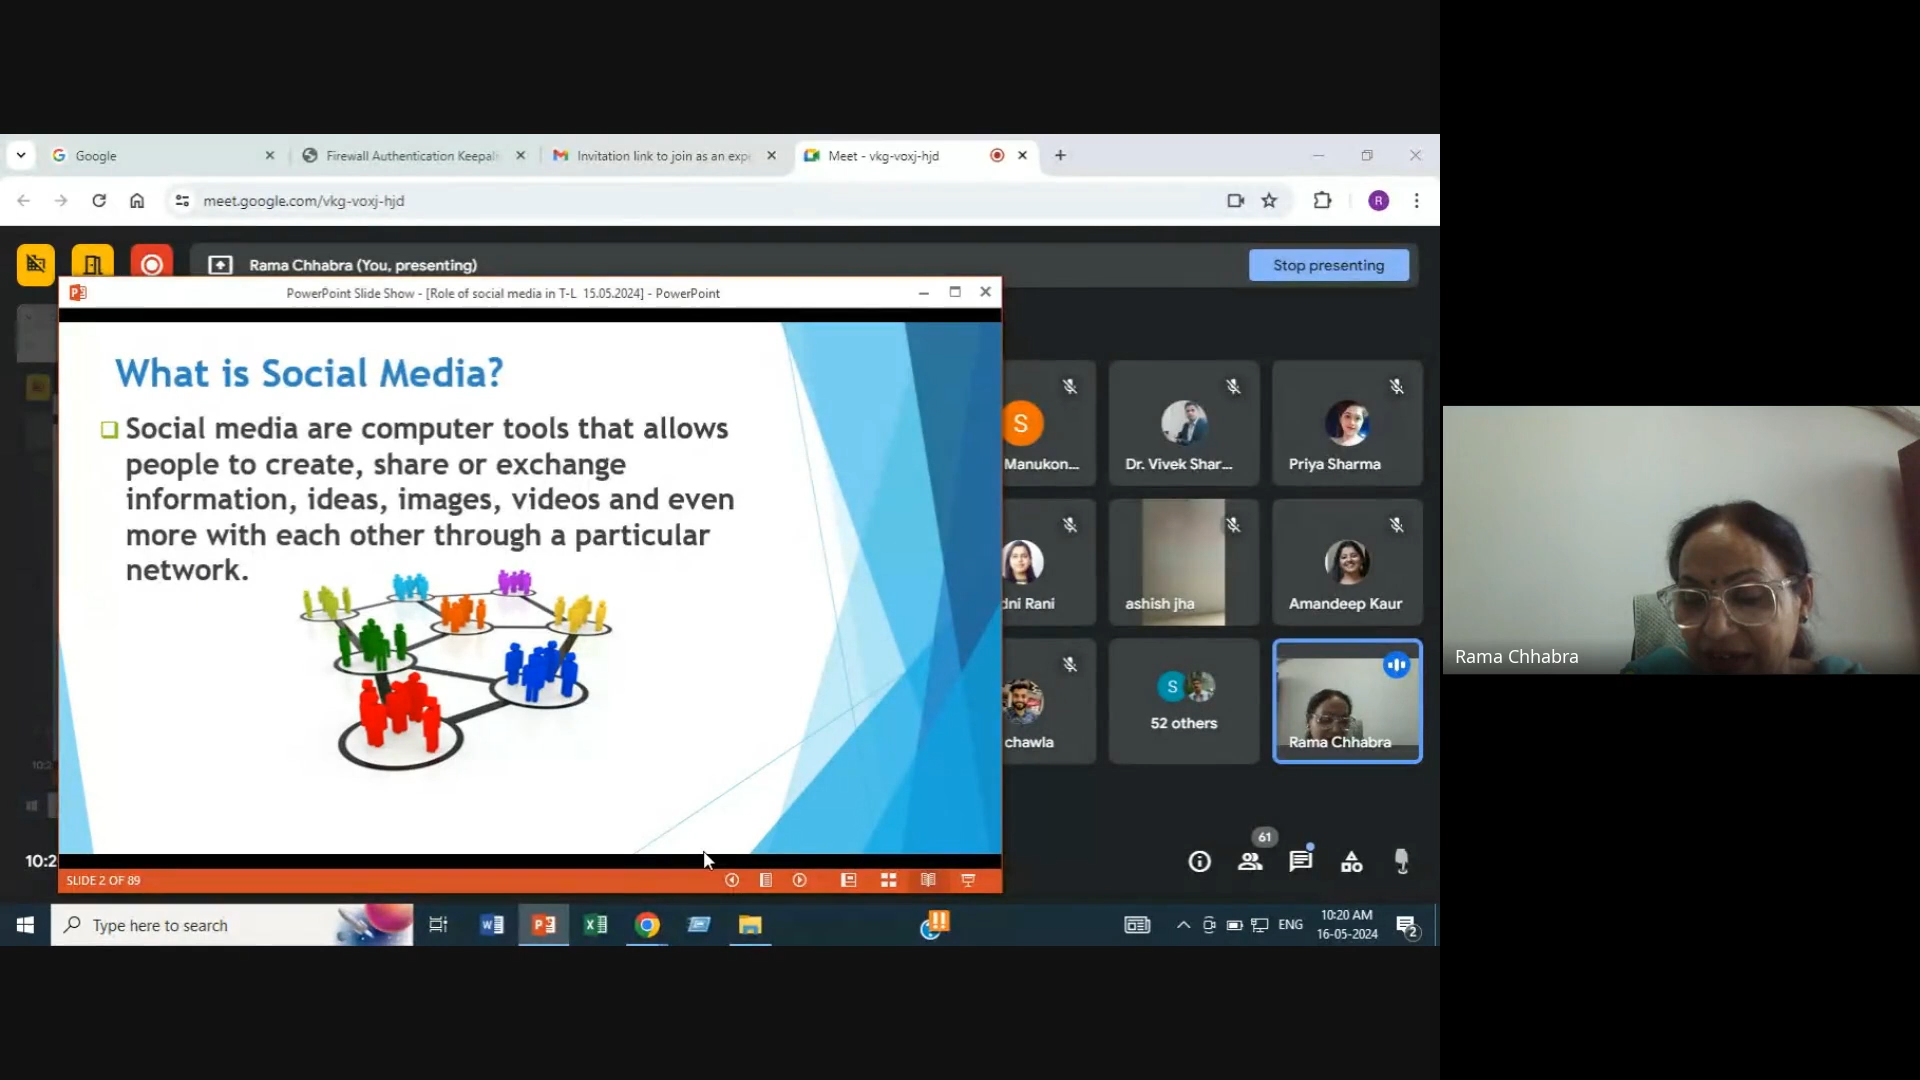 Google
Firewall Authentication Keepali
Invitation link to join as an exp
Meet - vkg-voxj-hjd
meet.google.com/vkg-voxj-hjd
R
Rama Chhabra (You, presenting)
Stop presenting
PowerPoint Slide Show - [Role of social media in T-L 15.05.2024] - PowerPoint
What is Social Media?
Social media are computer tools that allows
people to create, share or exchange
information, ideas, images, videos and even
more with each other through a particular
network.
SLIDE 2 OF 89
S
Manukon...
Dr. Vivek Shar...
Priya Sharma
dni Rani
ashish jha
Amandeep Kaur
chawla
S
52 others
Rama Chhabra
61
10:2
10:2
Type here to search
ENG
10:20 AM
16-05-2024
2
Rama Chhabra